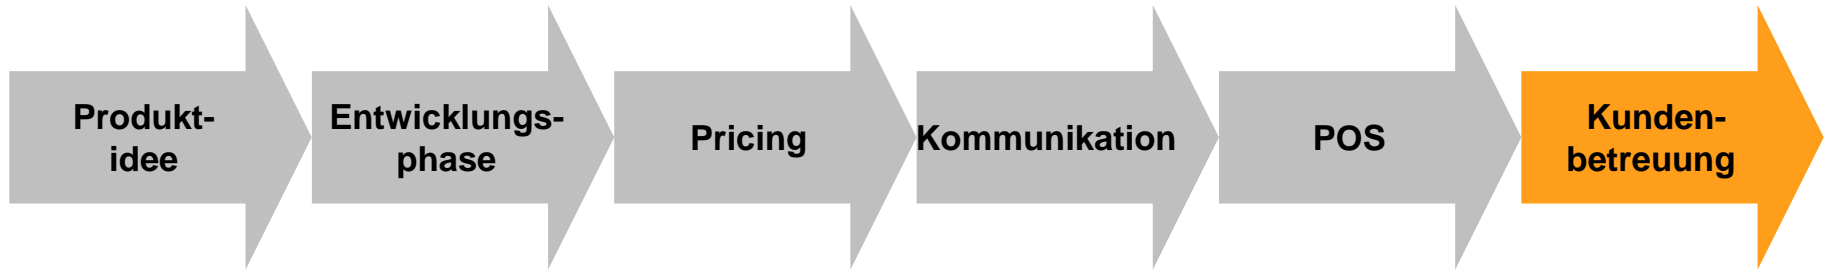 Produkt-
idee
Entwicklungs-
phase
Pricing
Kommunikation
POS
Kunden-
betreuung